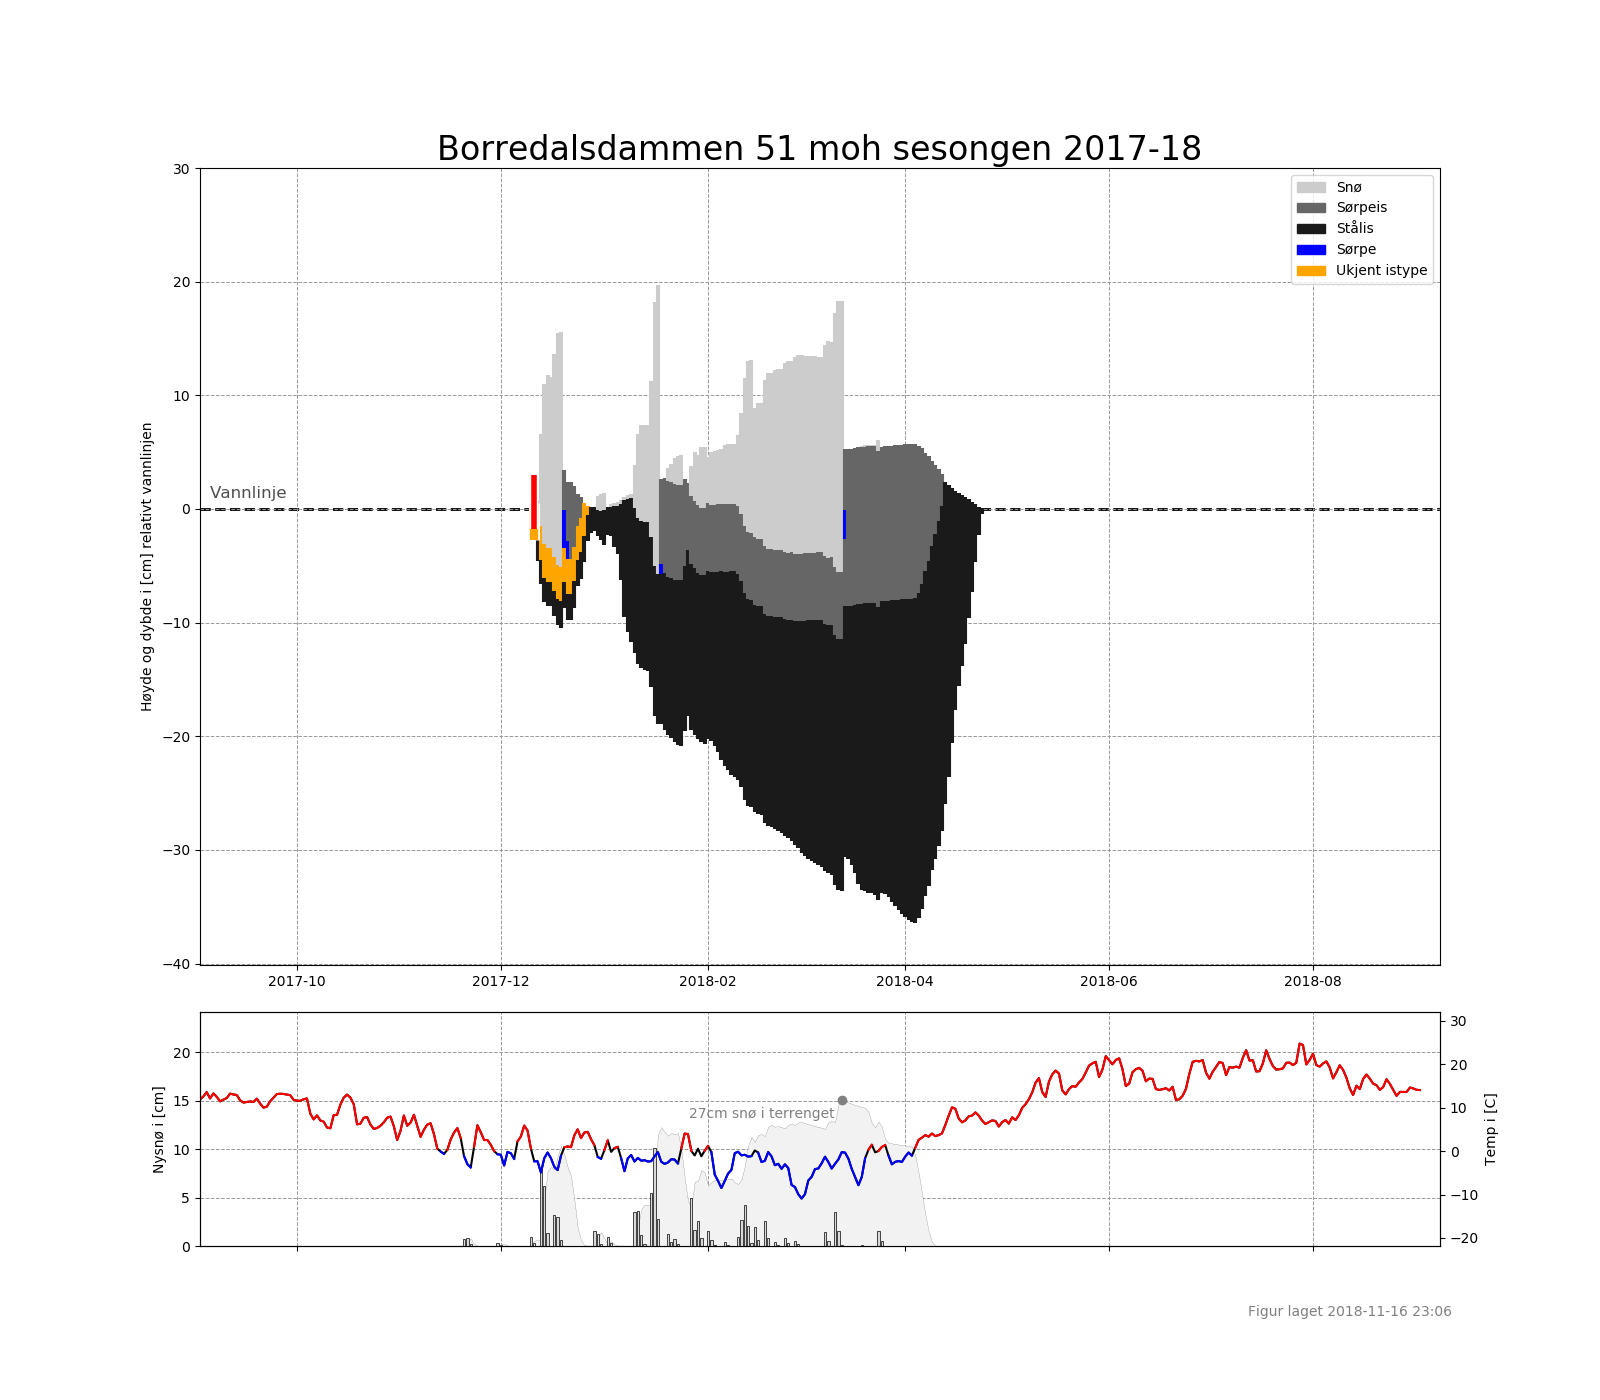 Borredalsdammen 51 moh sesongen 2017-18
30
20
10
0
−10
−20
−30
−40
Høyde og dybde i [cm] relativt vannlinjen
Vannlinje
Snø
Sørpeis
Stålis
Sørpe
Ukjent istype
2017-10
2017-12
2018-02
2018-04
2018-06
2018-08
20
15
10
5
0
Nysnø i [cm]
27cm snø i terrenget
30
20
10
0
−10
−20
Temp i [C]
Figur laget 2018-11-16 23:06